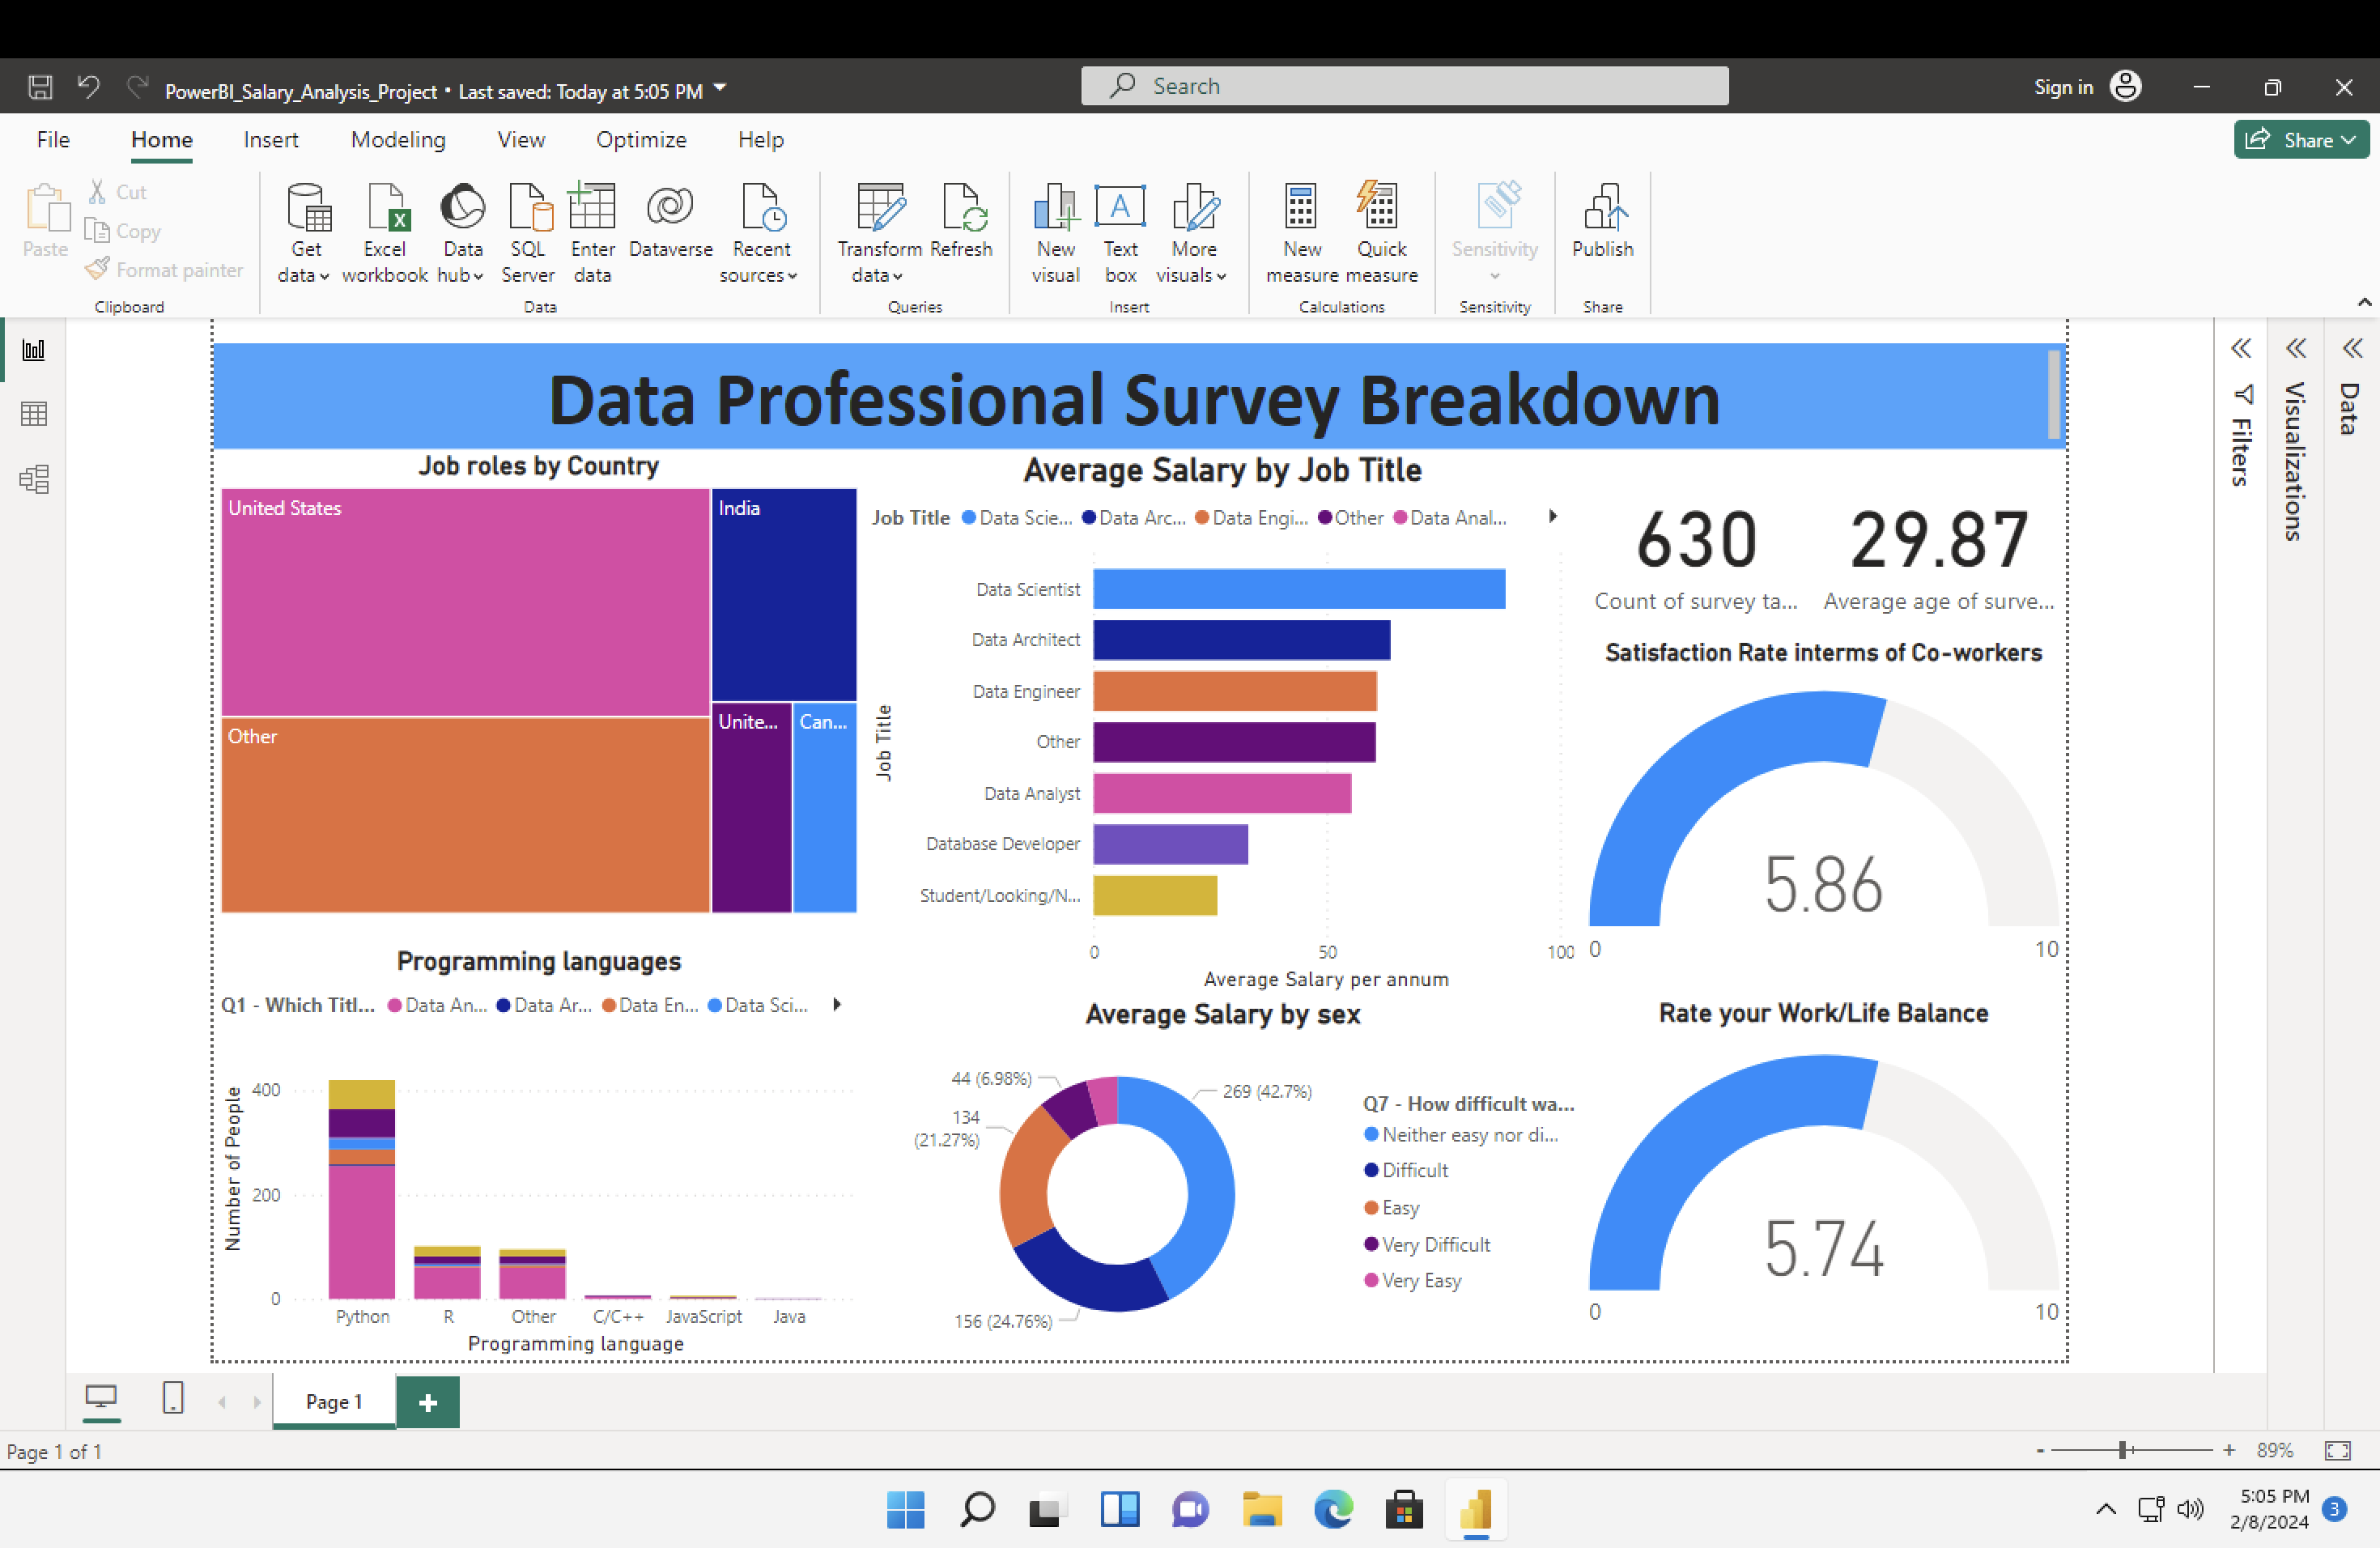 PowerBI_Salary_Analysis_Project • Last saved: Today at 5:05 PM
Search
Sign in
File Home Insert Modeling View Optimize Help
Share
Paste
Cut
Copy
Format painter
Clipboard
Get data
Excel workbook
Data hub
SQL Server
Enter data
Dataverse
Recent sources
Data
Transform data
Refresh
Queries
New visual
Text box
More visuals
Insert
New measure
Quick measure
Calculations
Sensitivity
Sensitivity
Publish
Share
Filters
Visualizations
Data
Data Professional Survey Breakdown
Job roles by Country
United States
India
Other
Unite...
Can...
Average Salary by Job Title
Job Title Data Scie... Data Arc... Data Engi... Other Data Anal...
Job Title
Data Scientist
Data Architect
Data Engineer
Other
Data Analyst
Database Developer
Student/Looking/N...
0 50 100
Average Salary per annum
630
Count of survey ta...
29.87
Average age of surve...
Satisfaction Rate interms of Co-workers
5.86
0 10
Programming languages
Q1 - Which Titl... Data An... Data Ar... Data En... Data Sci...
Number of People
400
200
0
Python R Other C/C++ JavaScript Java
Programming language
Average Salary by sex
44 (6.98%)
134
(21.27%)
269 (42.7%)
156 (24.76%)
Q7 - How difficult wa...
Neither easy nor di...
Difficult
Easy
Very Difficult
Very Easy
Rate your Work/Life Balance
5.74
0 10
Page 1
+
Page 1 of 1
- + 89%
5:05 PM
2/8/2024
3